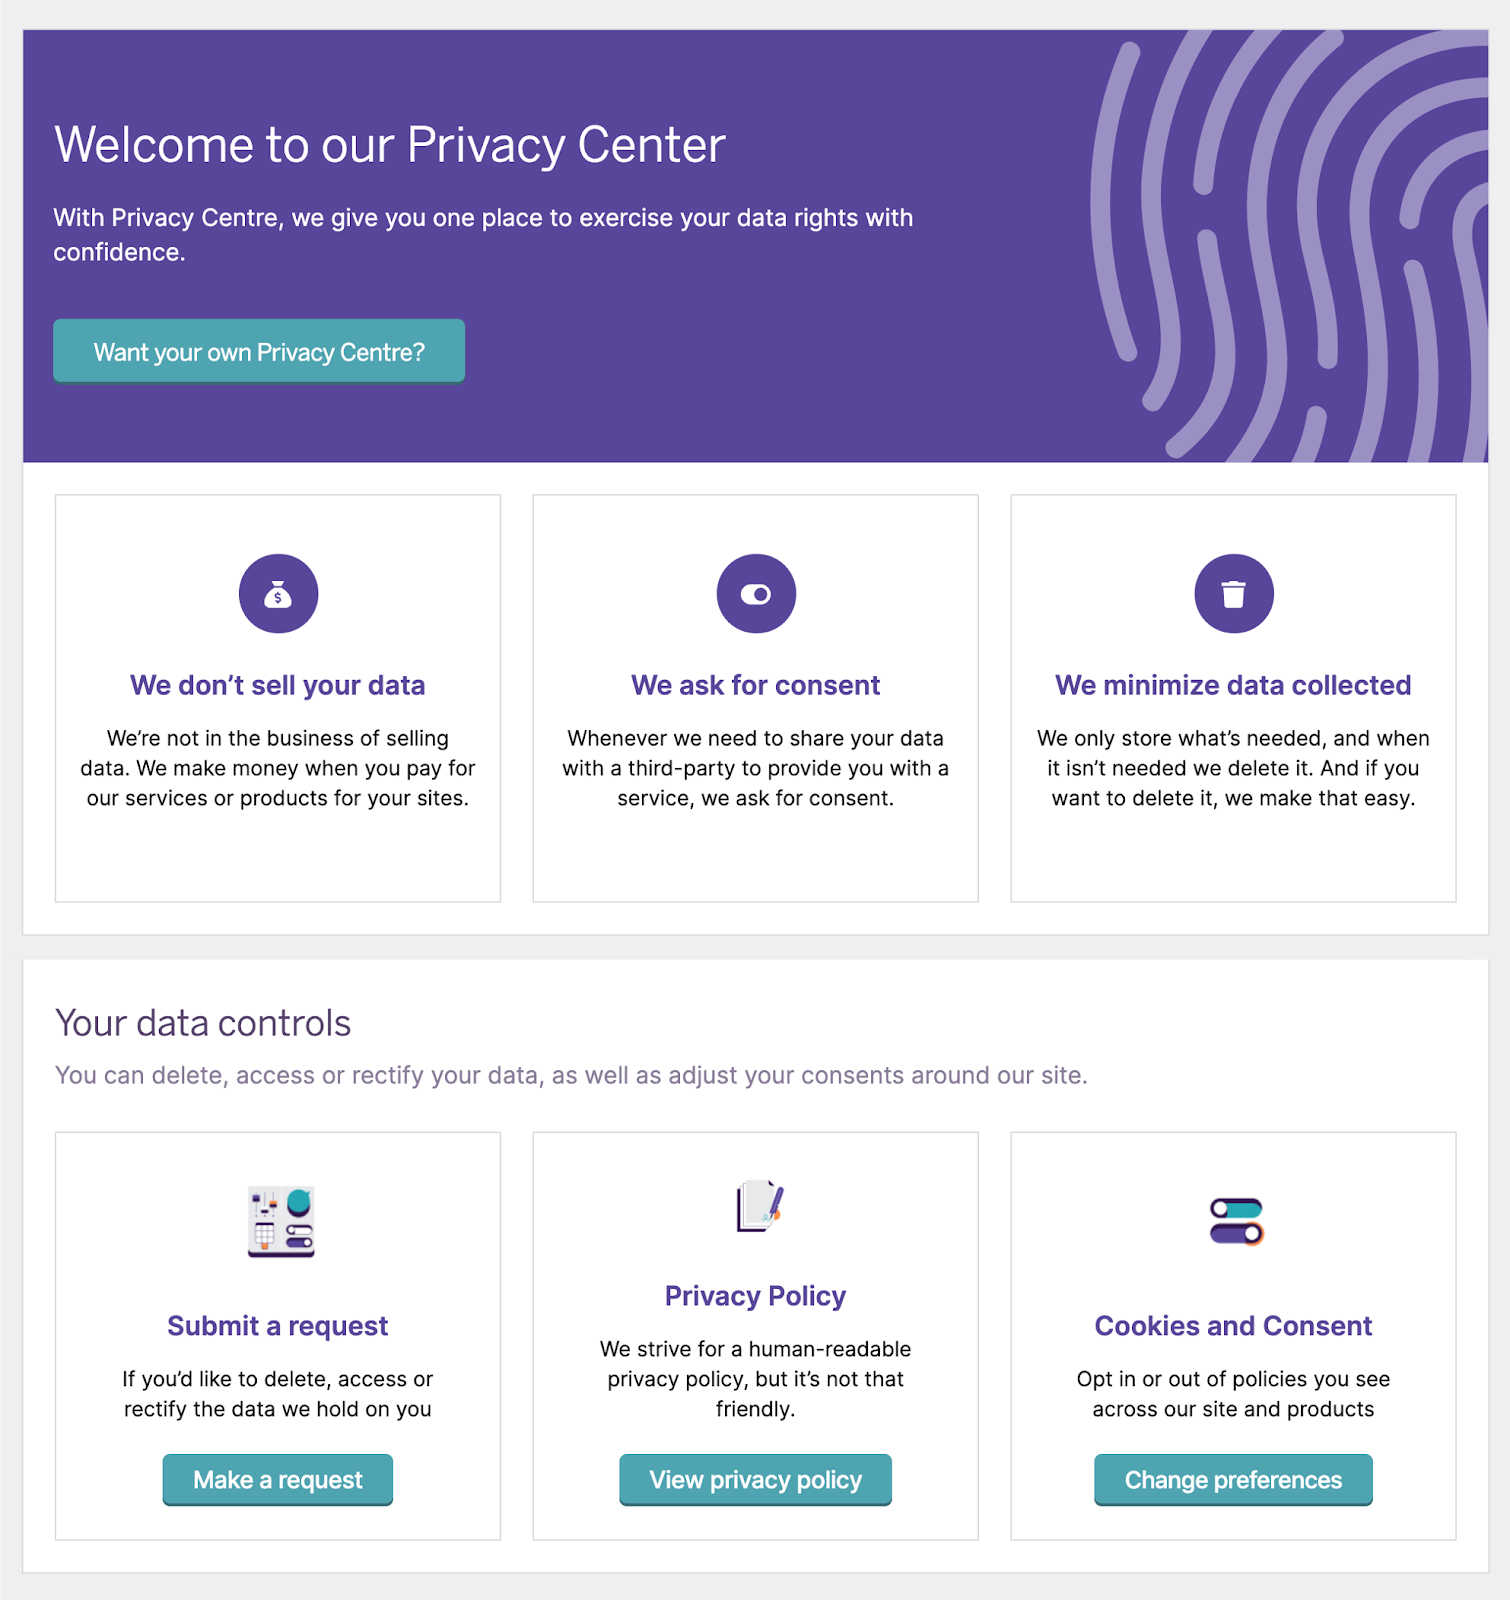 Welcome to our Privacy Center
With Privacy Centre, we give you one place to exercise your data rights with
confidence.
Want your own Privacy Centre?
$
We don’t sell your data
We’re not in the business of selling
data. We make money when you pay for
our services or products for your sites.
We ask for consent
Whenever we need to share your data
with a third-party to provide you with a
service, we ask for consent.
We minimize data collected
We only store what’s needed, and when
it isn’t needed we delete it. And if you
want to delete it, we make that easy.
Your data controls
You can delete, access or rectify your data, as well as adjust your consents around our site.
Submit a request
If you’d like to delete, access or
rectify the data we hold on you
Make a request
Privacy Policy
We strive for a human-readable
privacy policy, but it’s not that
friendly.
View privacy policy
Cookies and Consent
Opt in or out of policies you see
across our site and products
Change preferences